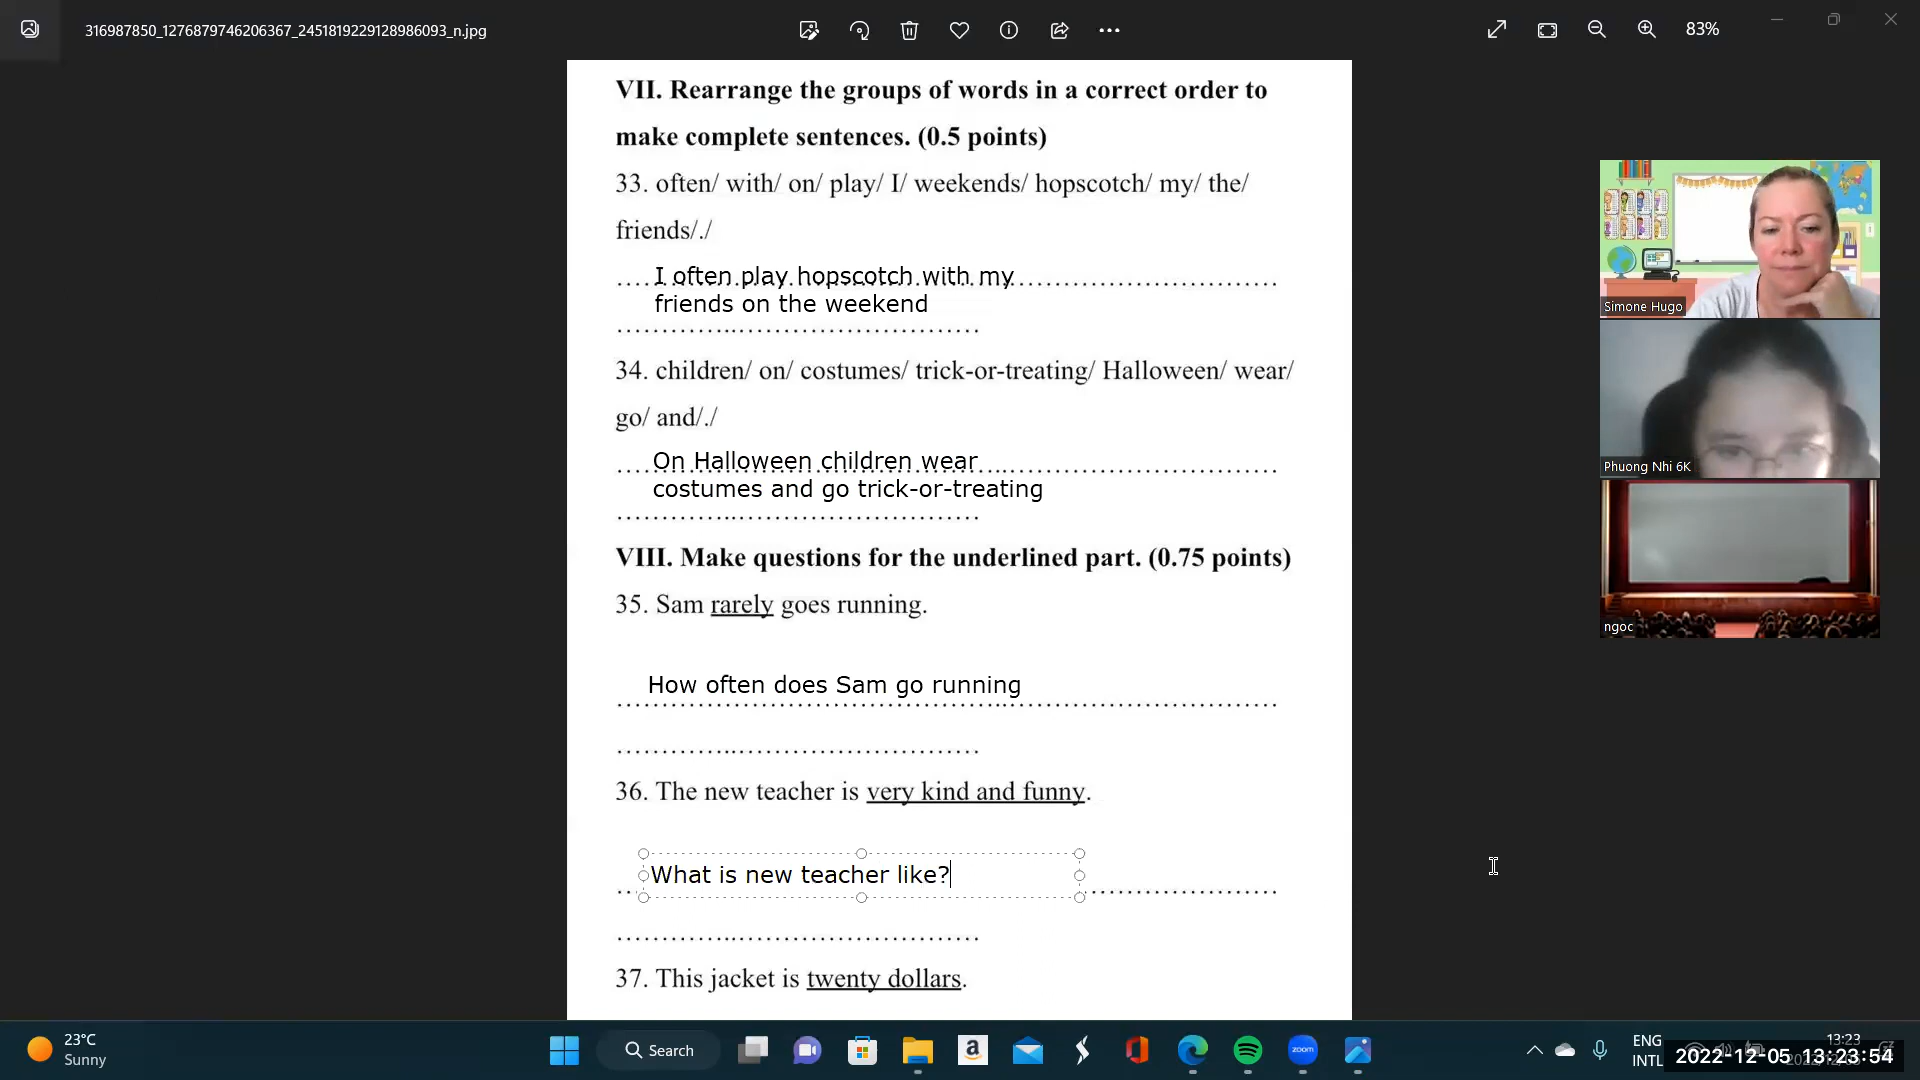 316987850_1276879746206367_2451819229128986093_n.jpg
83%
VII. Rearrange the groups of words in a correct order to
make complete sentences. (0.5 points)
33. often/ with/ on/ play/ I/ weekends/ hopscotch/ my/ the/
friends/./
I often play hopscotch with my
friends on the weekend
34. children/ on/ costumes/ trick-or-treating/ Halloween/ wear/
go/ and/./
On Halloween children wear
costumes and go trick-or-treating
VIII. Make questions for the underlined part. (0.75 points)
35. Sam rarely goes running.
How often does Sam go running
36. The new teacher is very kind and funny.
What is new teacher like?
37. This jacket is twenty dollars.
Simone Hugo
Phuong Nhi 6K
ngoc
23°C
Sunny
Search
a
zoom
ENG
INTL
13:23
2022-12-05 13:23:54